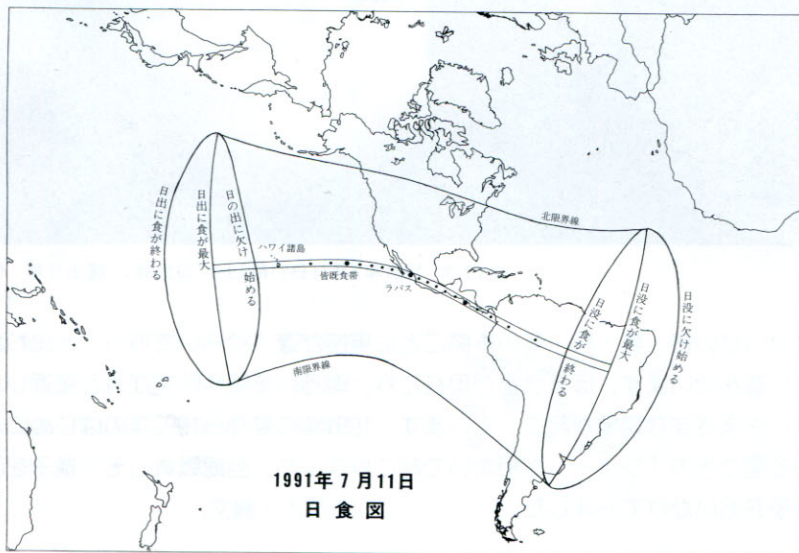 日出に食が終わる
日出に食が最大
日の出に欠け始める
ハワイ諸島
皆既食帯
ラパス
北限界線
南限界線
日没に食が終わる
日没に食が最大
日没に欠け始める
1991年7月11日
日食図